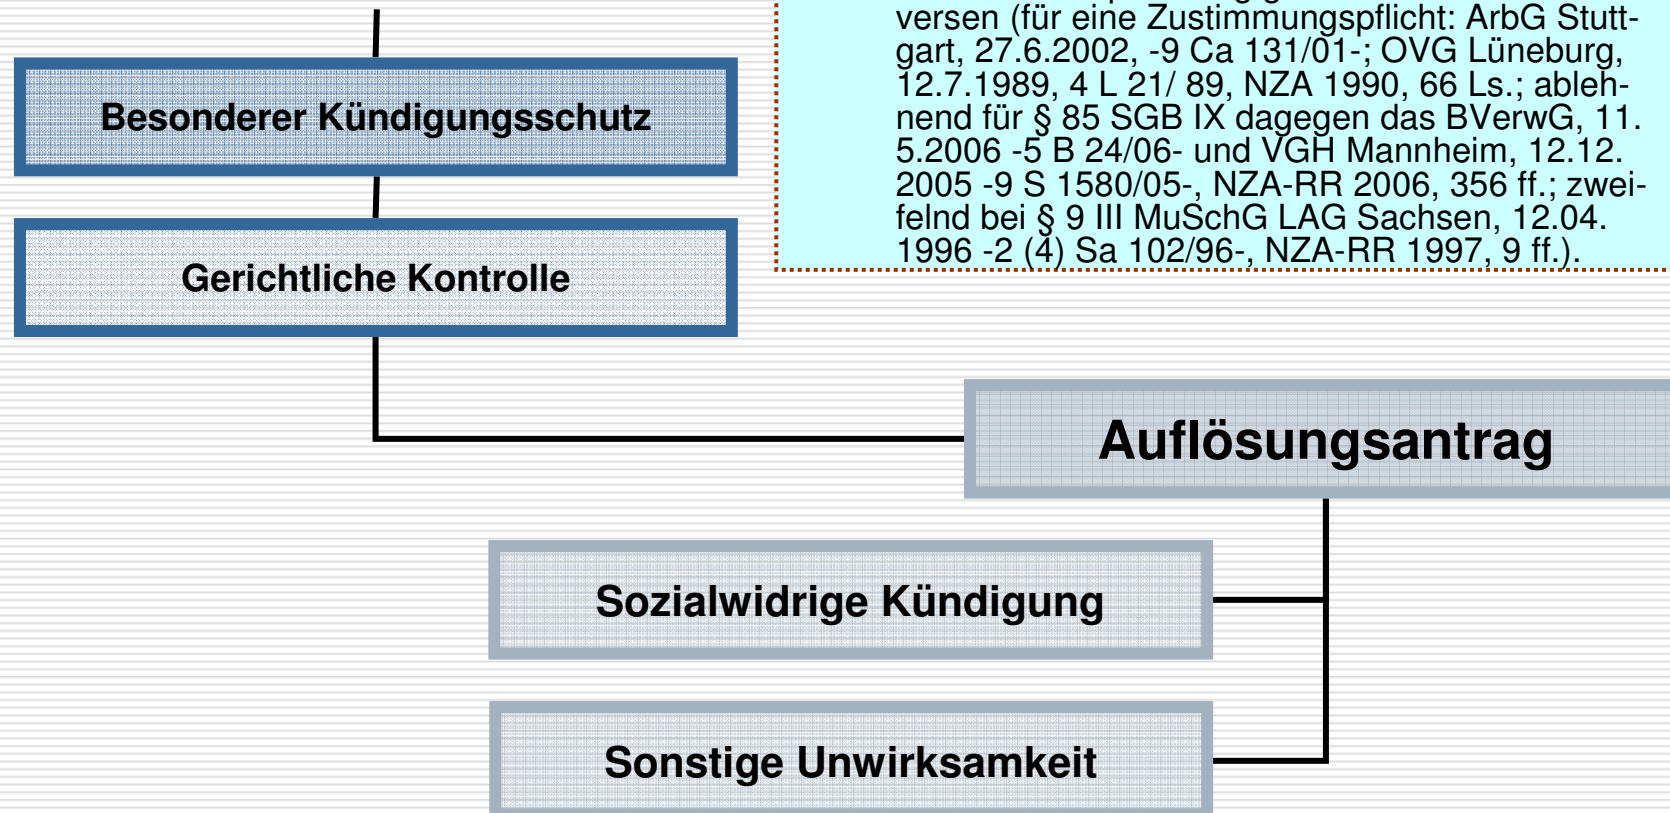 versen (für eine Zustimmungspflicht: ArbG Stutt-
gart, 27.6.2002, -9 Ca 131/01-; OVG Lüneburg,
12.7.1989, 4 L 21/ 89, NZA 1990, 66 Ls.; ableh-
nend für § 85 SGB IX dagegen das BVerwG, 11.
5.2006 -5 B 24/06- und VGH Mannheim, 12.12.
2005 -9 S 1580/05-, NZA-RR 2006, 356 ff.; zwei-
felnd bei § 9 III MuSchG LAG Sachsen, 12.04.
1996 -2 (4) Sa 102/96-, NZA-RR 1997, 9 ff.).
Besonderer Kündigungsschutz
Gerichtliche Kontrolle
Auflösungsantrag
Sozialwidrige Kündigung
Sonstige Unwirksamkeit